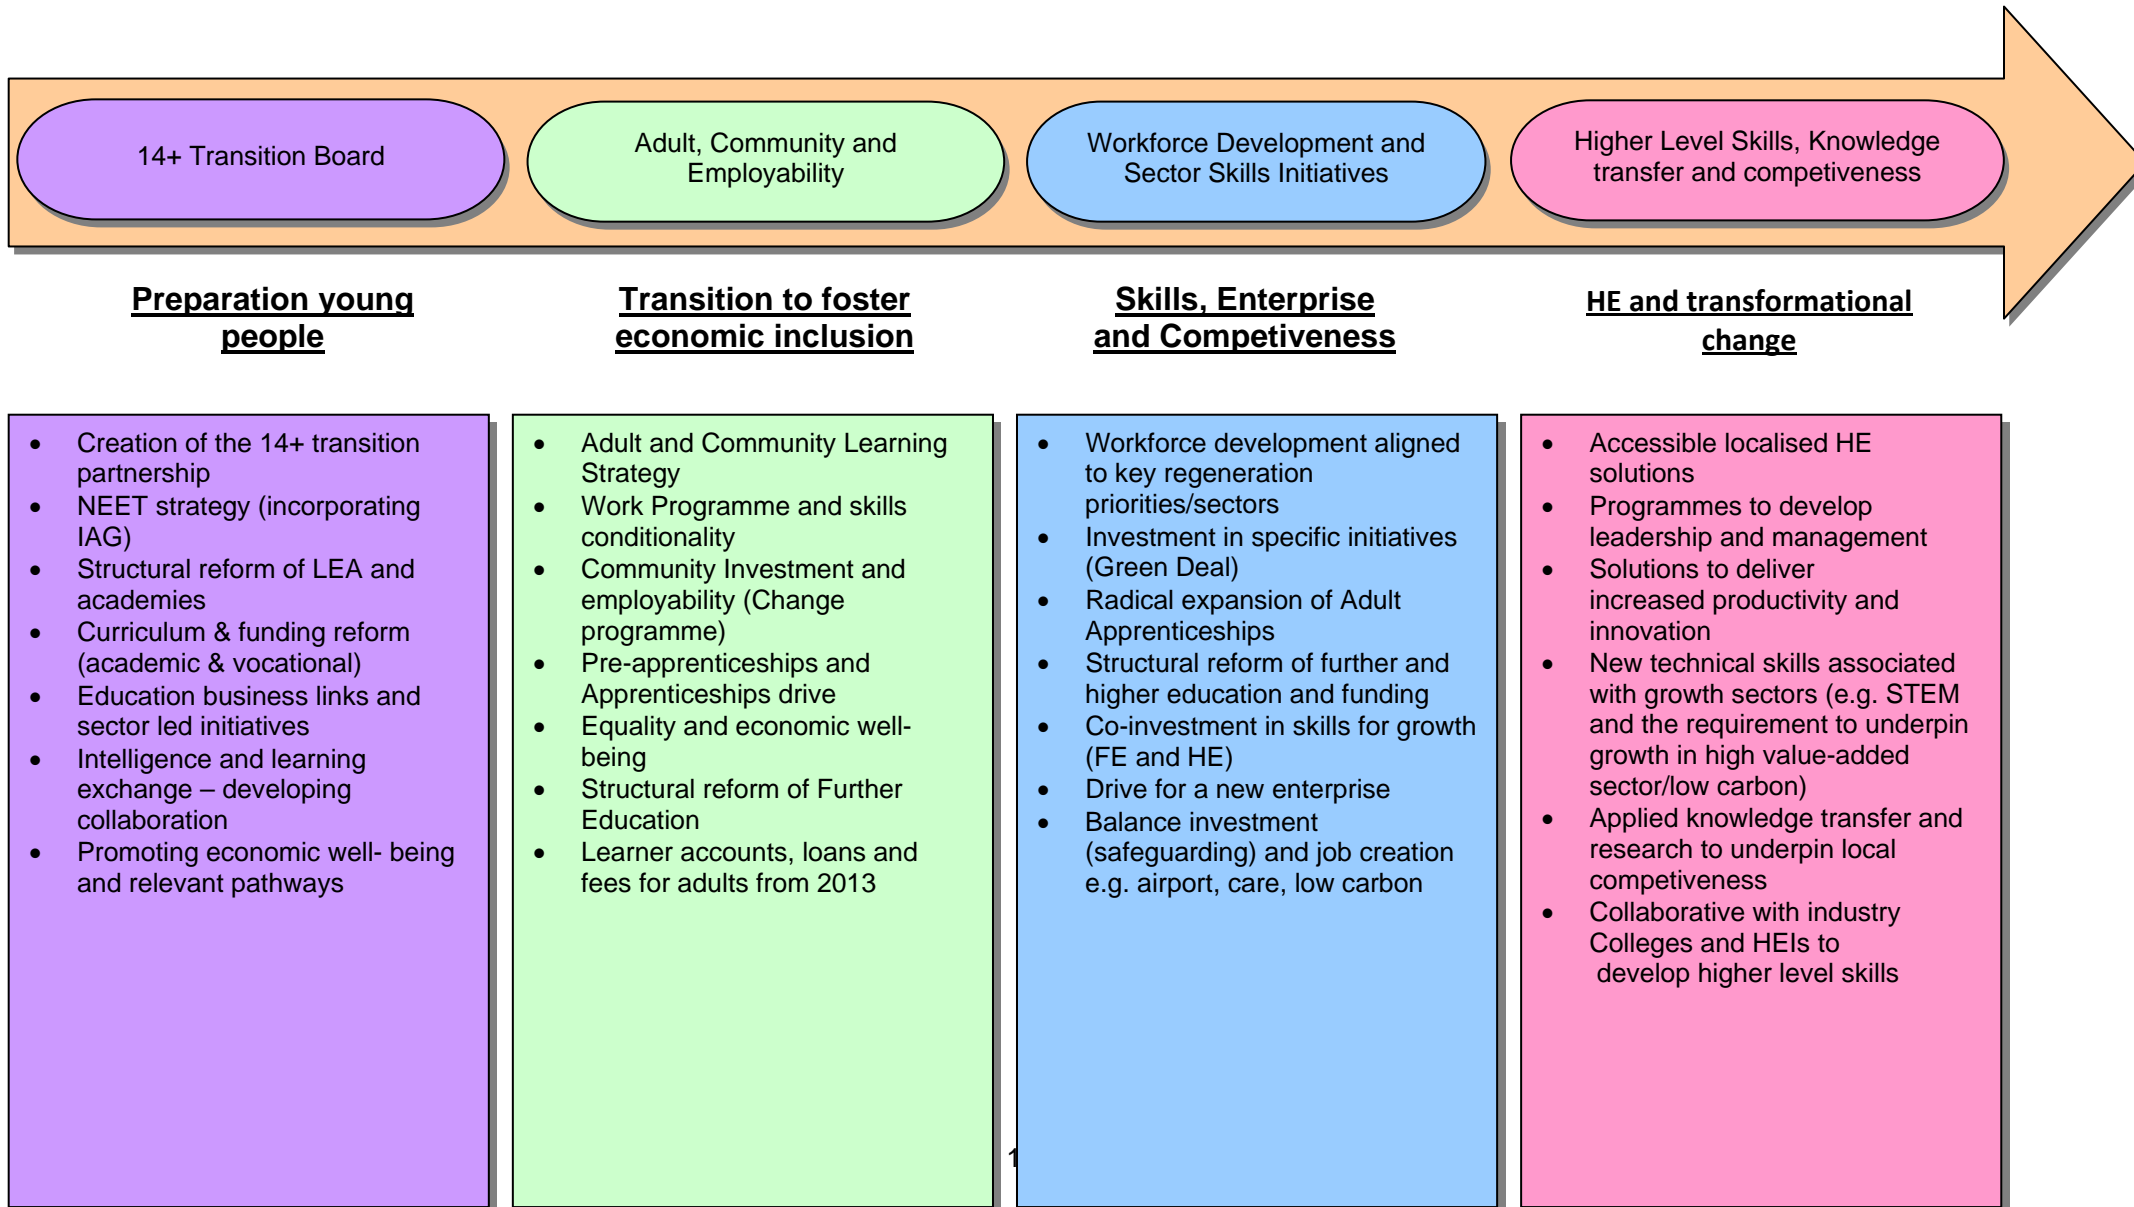 14+ Transition Board
Adult, Community and
Employability
Workforce Development and
Sector Skills Initiatives
Higher Level Skills, Knowledge
transfer and competiveness
Preparation young
people
Transition to foster
economic inclusion
Skills, Enterprise
and Competiveness
HE and transformational
change
• Creation of the 14+ transition
partnership
• NEET strategy (incorporating
IAG)
• Structural reform of LEA and
academies
• Curriculum & funding reform
(academic & vocational)
• Education business links and
sector led initiatives
• Intelligence and learning
exchange – developing
collaboration
• Promoting economic well- being
and relevant pathways
• Adult and Community Learning
Strategy
• Work Programme and skills
conditionality
• Community Investment and
employability (Change
programme)
• Pre-apprenticeships and
Apprenticeships drive
• Equality and economic well-
being
• Structural reform of Further
Education
• Learner accounts, loans and
fees for adults from 2013
• Workforce development aligned
to key regeneration
priorities/sectors
• Investment in specific initiatives
(Green Deal)
• Radical expansion of Adult
Apprenticeships
• Structural reform of further and
higher education and funding
• Co-investment in skills for growth
(FE and HE)
• Drive for a new enterprise
• Balance investment
(safeguarding) and job creation
e.g. airport, care, low carbon
• Accessible localised HE
solutions
• Programmes to develop
leadership and management
• Solutions to deliver
increased productivity and
innovation
• New technical skills associated
with growth sectors (e.g. STEM
and the requirement to underpin
growth in high value-added
sector/low carbon)
• Applied knowledge transfer and
research to underpin local
competiveness
• Collaborative with industry
Colleges and HEIs to
develop higher level skills
1